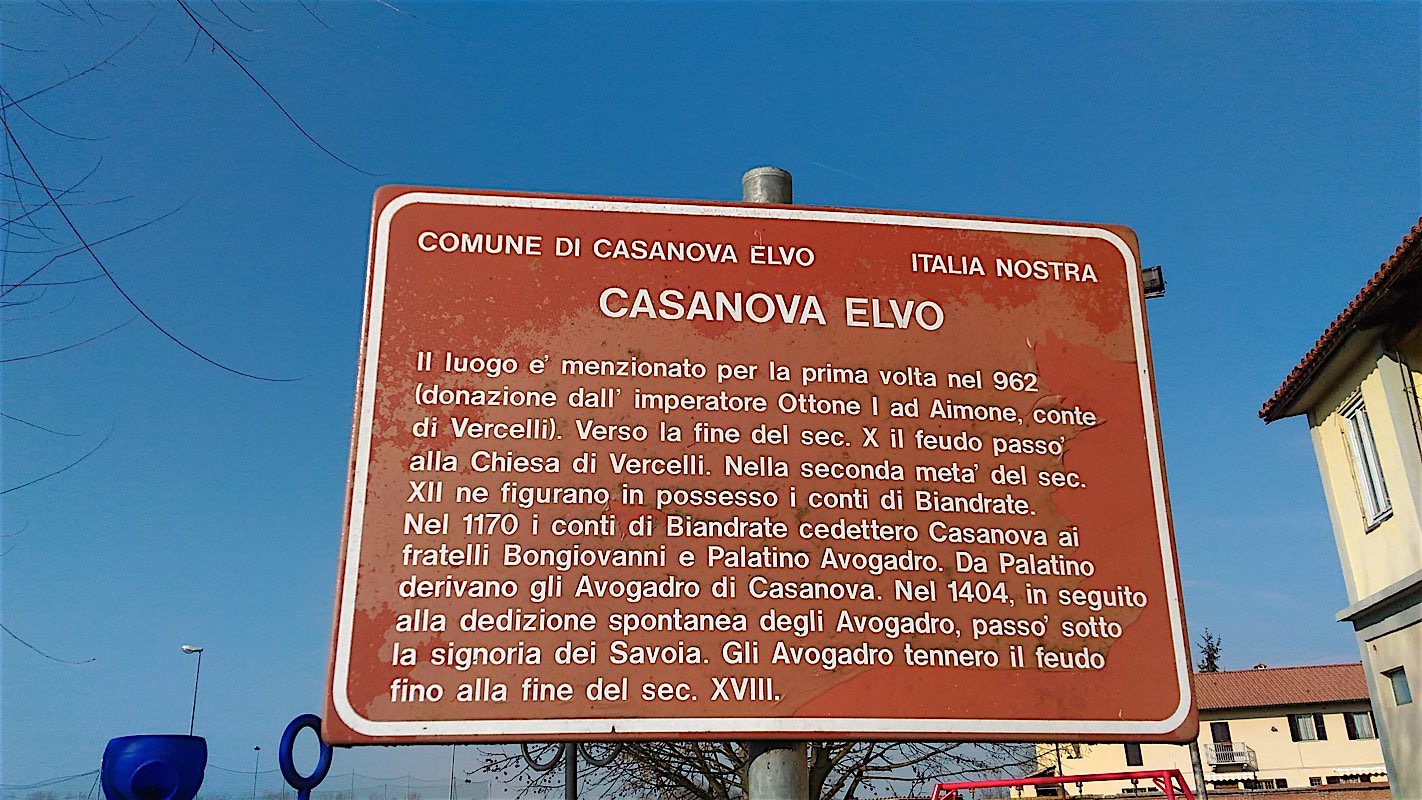 COMUNE DI CASANOVA ELVO ITALIA NOSTRA
CASANOVA ELVO
Il luogo e' menzionato per la prima volta nel 962
(donazione dall' imperatore Ottone I ad Aimone, conte
di Vercelli). Verso la fine del sec. X il feudo passo'
alla Chiesa di Vercelli. Nella seconda meta' del sec.
XII ne figurano in possesso i conti di Biandrate.
Nel 1170 i conti di Biandrate cedettero Casanova ai
fratelli Bongiovanni e Palatino Avogadro. Da Palatino
derivano gli Avogadro di Casanova. Nel 1404, in seguito
alla dedizione spontanea degli Avogadro, passo' sotto
la signoria dei Savoia. Gli Avogadro tennero il feudo
fino alla fine del sec. XVIII.